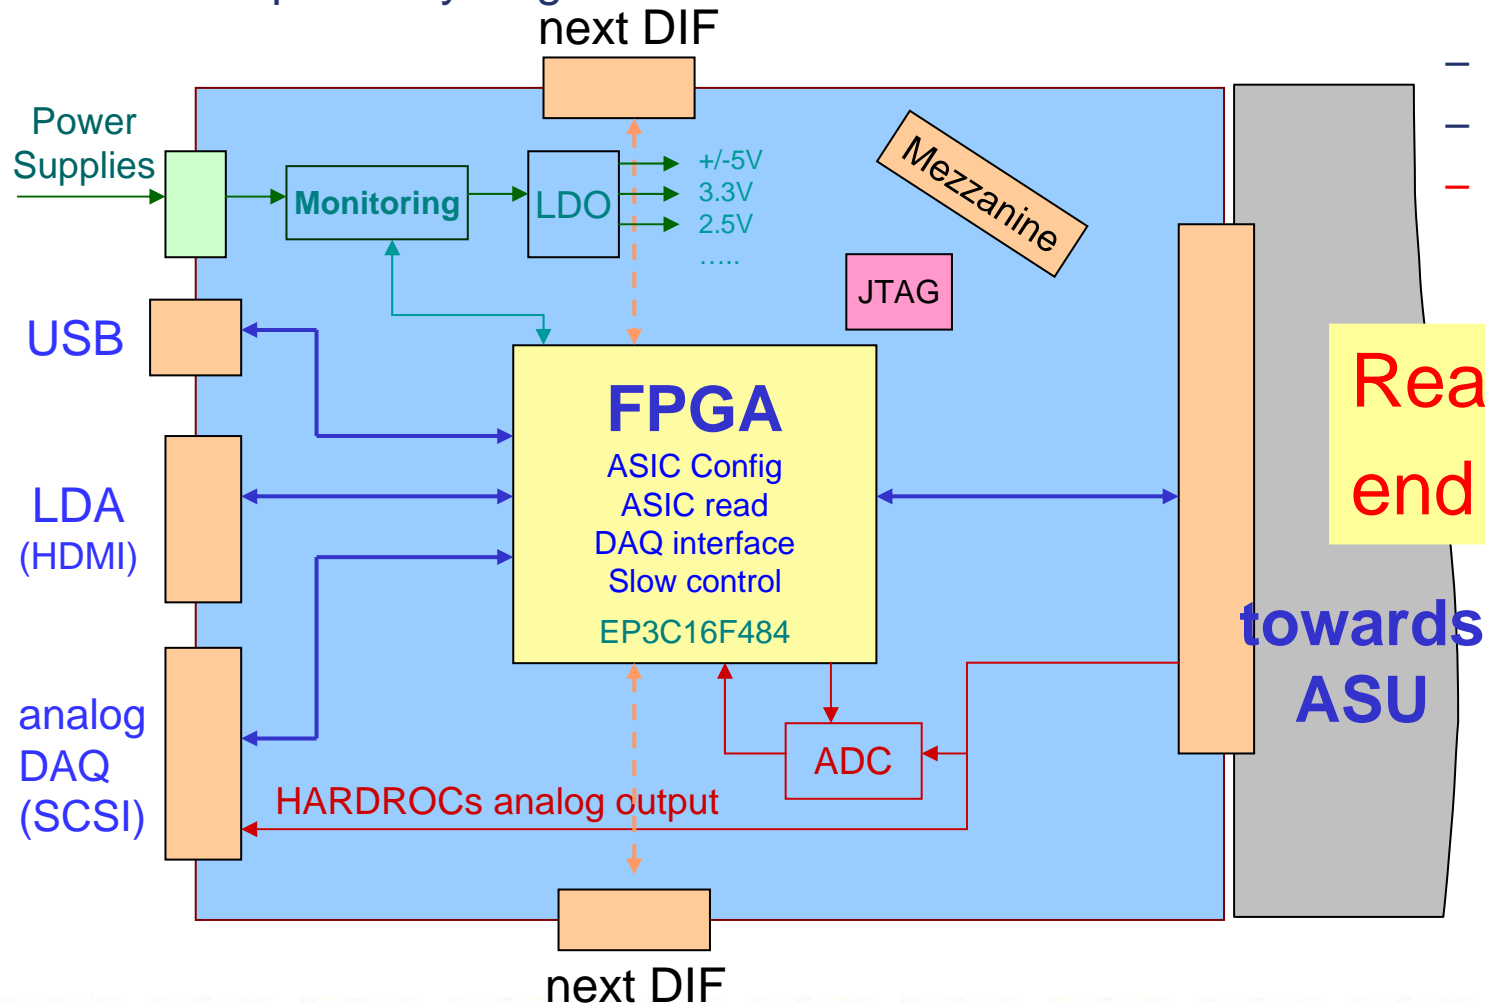 next DIF
Power
Supplies
Monitoring
LDO
+/-5V
3.3V
2.5V
.....
Mezzanine
JTAG
USB
LDA
(HDMI)
analog
DAQ
(SCSI)
FPGA
ASIC Config
ASIC read
DAQ interface
Slow control
EP3C16F484
ADC
HARDROCs analog output
end
towards
ASU
next DIF